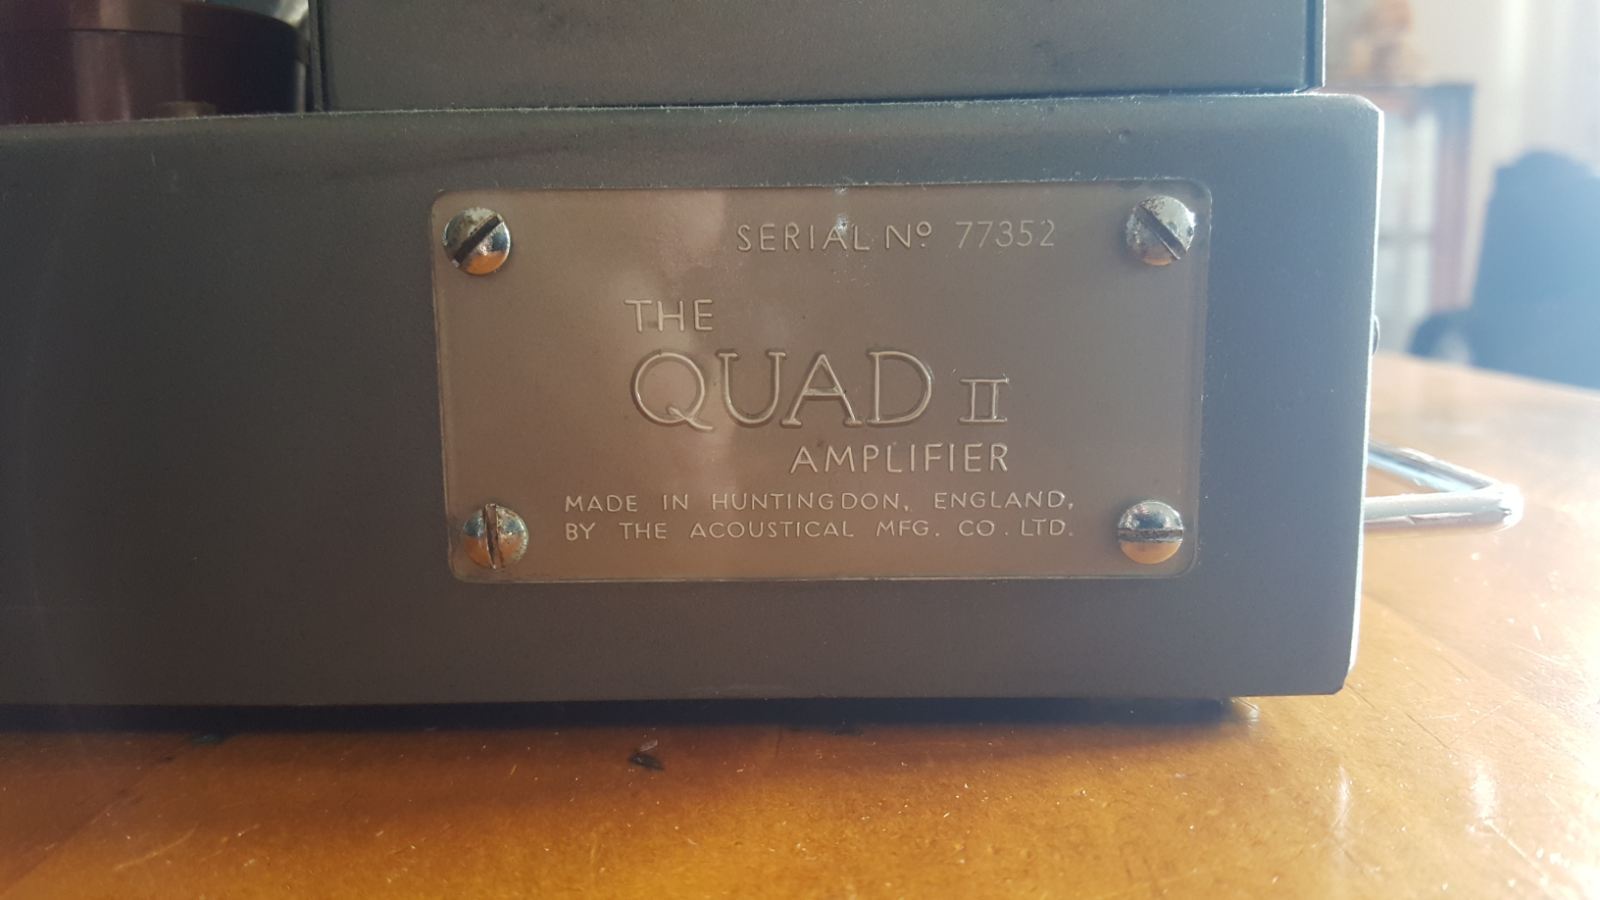 SERIAL Nº 77352
THE
QUAD II
AMPLIFIER
MADE IN HUNTINGDON, ENGLAND,
BY THE ACOUSTICAL MFG. CO. LTD.